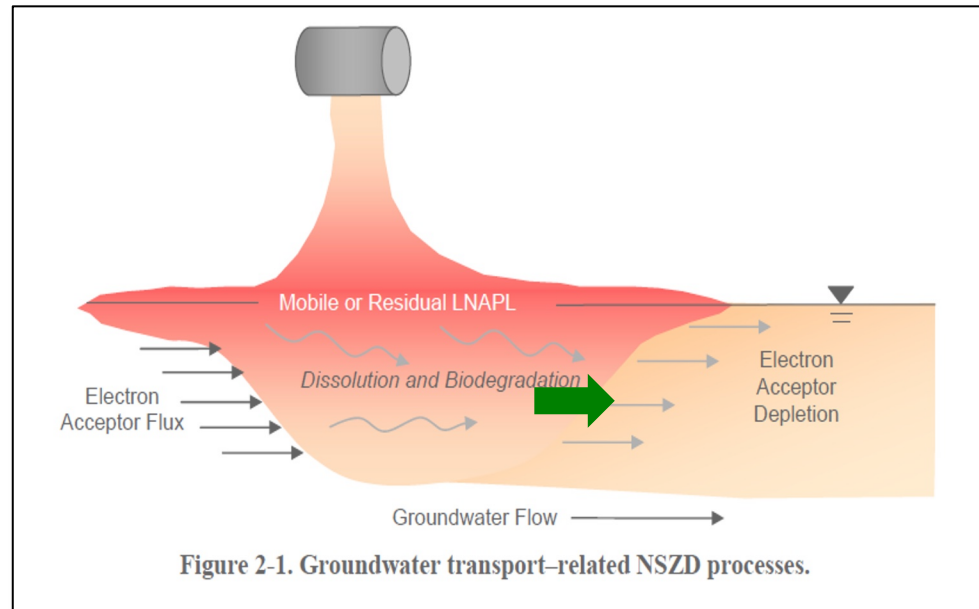 Mobile or Residual LNAPL
Dissolution and Biodegradation
Electron
Acceptor Flux
Electron
Acceptor
Depletion
Groundwater Flow
Figure 2-1. Groundwater transport–related NSZD processes.